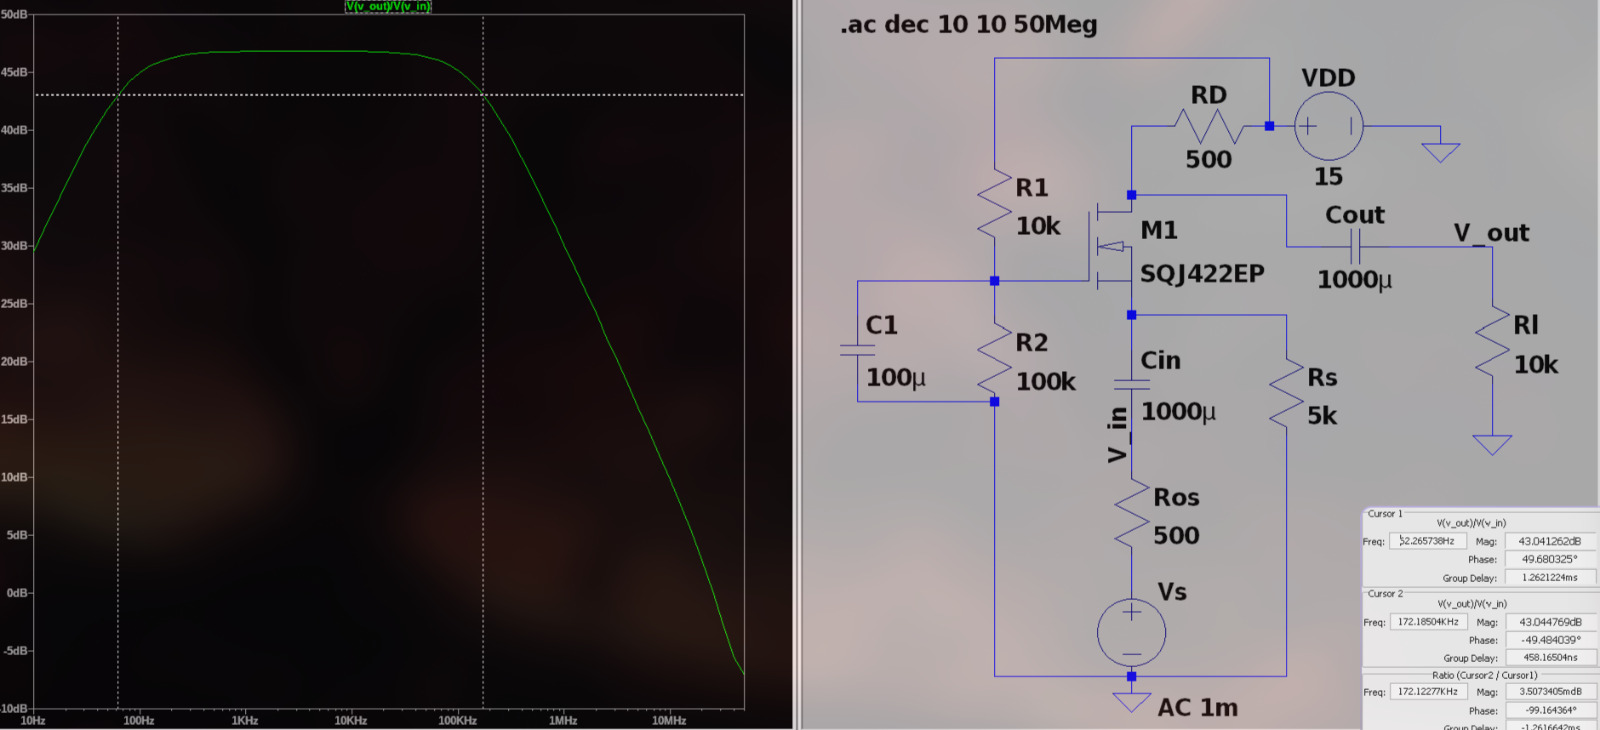 V(v_out)/V(v_in)
50dB
45dB
40dB
35dB
30dB
25dB
20dB
15dB
10dB
5dB
0dB
-5dB
-10dB
10Hz 100Hz 1KHz 10KHz 100KHz 1MHz 10MHz
.ac dec 10 10 50Meg
VDD
15
RD
500
R1
10k
M1
SQJ422EP
Cout
1000µ
V_out
Rl
10k
C1
100µ
R2
100k
Cin
1000µ
Rs
5k
V_in
Ros
500
Vs
AC 1m
Cursor 1
V(v_out)/V(v_in)
Freq: 62.265738Hz Mag: 43.041262dB
Phase: 49.680325°
Group Delay: 1.2621224ms
Cursor 2
V(v_out)/V(v_in)
Freq: 172.18504KHz Mag: 43.044769dB
Phase: -49.484039°
Group Delay: 458.16504ns
Ratio (Cursor2 / Cursor1)
Freq: 172.12277KHz Mag: 3.5073405mdB
Phase: -99.164364°
Group Delay: -1.2616642ms